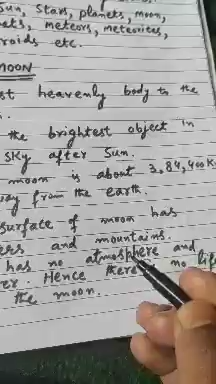 Sun, Stars, planets, moon,
meteors, meteorites,
etc.
MOON
heavenly body to the
the brightest object in
sky after Sun.
moon is about 3,84,400 K
from the earth.
surface of moon has
and mountains.
has no atmosphere and
Hence there no life
the moon.